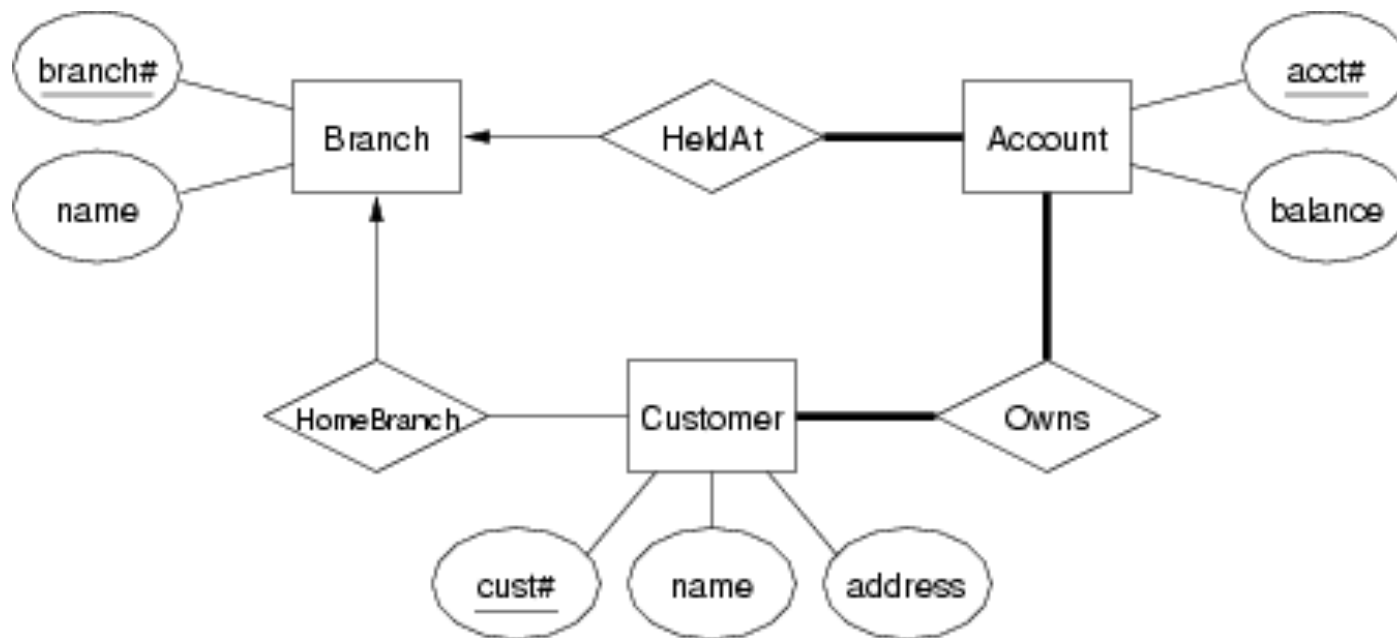 branch#
acct#
Branch
HeldAt
Account
name
balance
HomeBranch
Customer
Owns
cust#
name
address